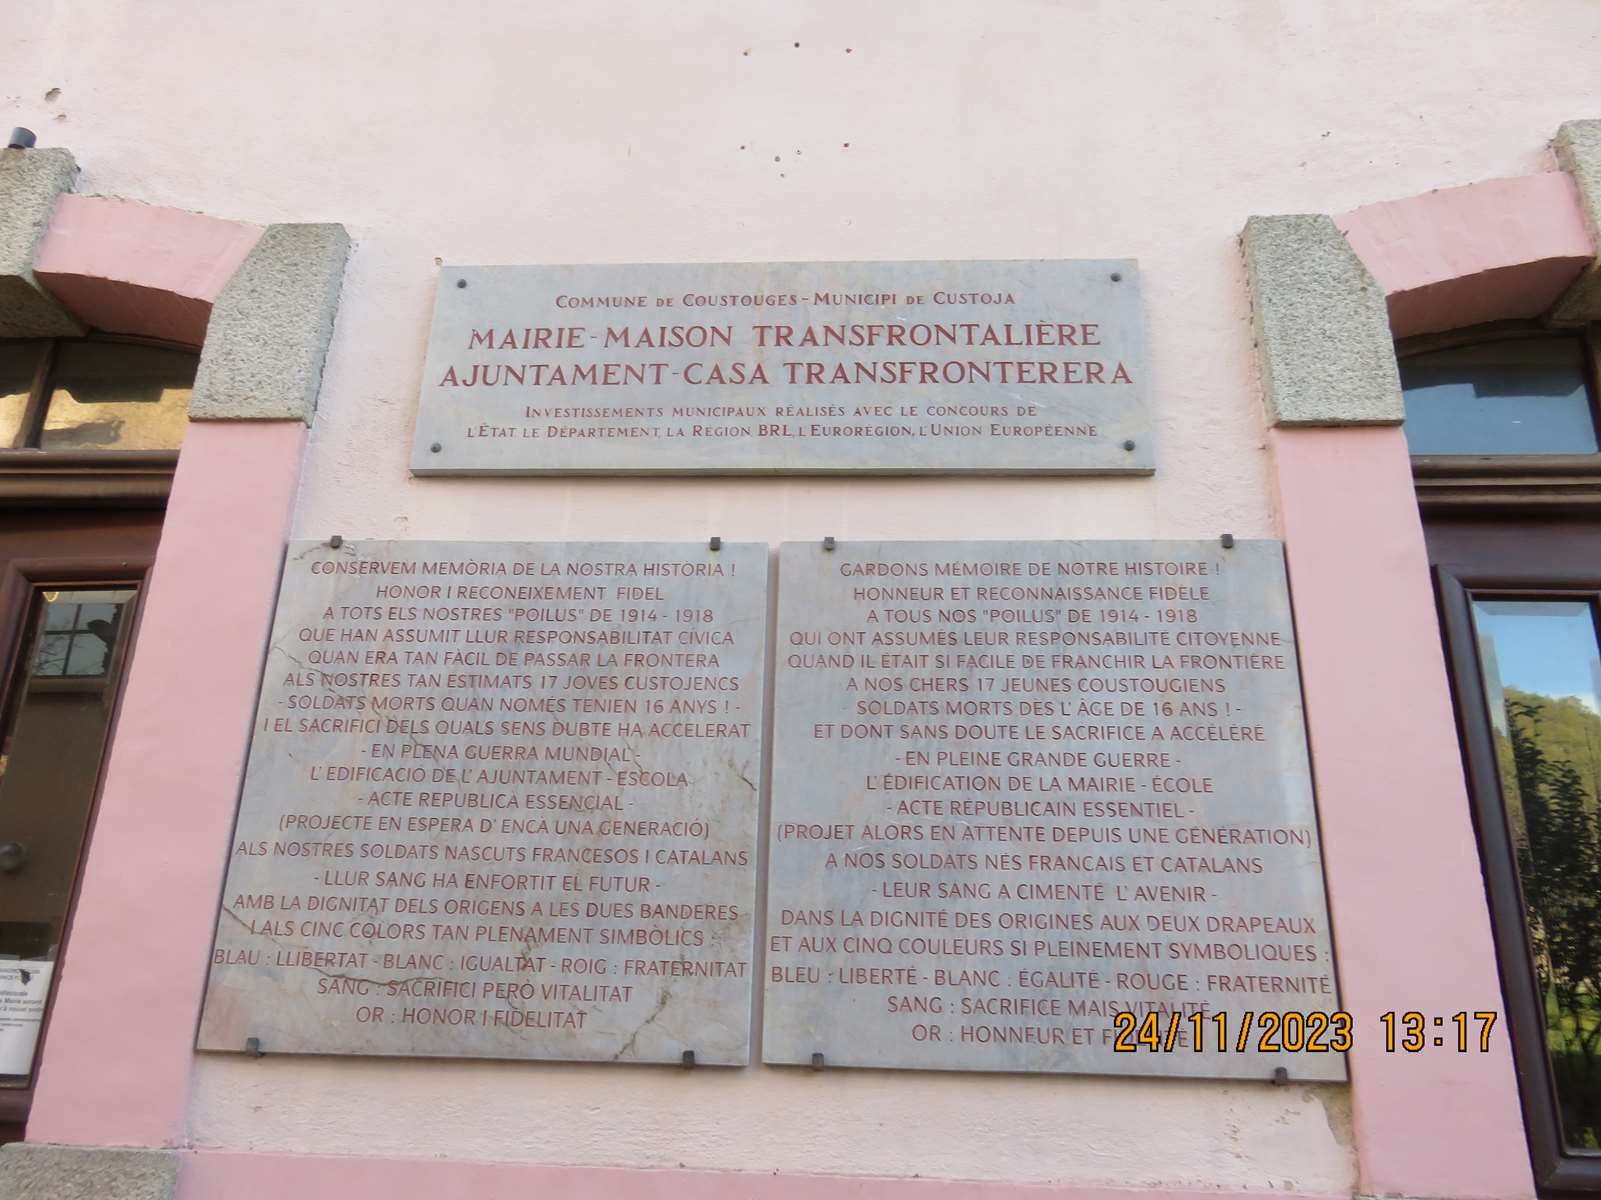 COMMUNE DE COUSTOUGES - MUNICIPI DE CUSTOJA
MAIRIE - MAISON TRANSFRONTALIÈRE
AJUNTAMENT - CASA TRANSFRONTERERA
INVESTISSEMENTS MUNICIPAUX RÉALISÉS AVEC LE CONCOURS DE
L'ÉTAT, LE DÉPARTEMENT, LA RÉGION BRL, L'EURORÉGION, L'UNION EUROPÉENNE
CONSERVEM MEMÒRIA DE LA NOSTRA HISTÒRIA !
HONOR I RECONEIXEMENT FIDEL
A TOTS ELS NOSTRES "POILUS" DE 1914 - 1918
QUE HAN ASSUMIT LLUR RESPONSABILITAT CÍVICA
QUAN ERA TAN FÀCIL DE PASSAR LA FRONTERA
ALS NOSTRES TAN ESTIMATS 17 JOVES CUSTOJENCS
- SOLDATS MORTS QUAN NOMÉS TENIEN 16 ANYS ! -
I EL SACRIFICI DELS QUALS SENS DUBTE HA ACCELERAT
- EN PLENA GUERRA MUNDIAL -
L'EDIFICACIÓ DE L'AJUNTAMENT - ESCOLA
- ACTE REPUBLICÀ ESSENCIAL -
(PROJECTE EN ESPERA D'ENCÀ UNA GENERACIÓ)
ALS NOSTRES SOLDATS NASCUTS FRANCESOS I CATALANS
- LLUR SANG HA ENFORTIT EL FUTUR -
AMB LA DIGNITAT DELS ORIGENS A LES DUES BANDERES
I ALS CINC COLORS TAN PLENAMENT SIMBÒLICS :
BLAU : LLIBERTAT - BLANC : IGUALTAT - ROIG : FRATERNITAT
SANG : SACRIFICI PERÒ VITALITAT
OR : HONOR I FIDELITAT
GARDONS MÉMOIRE DE NOTRE HISTOIRE !
HONNEUR ET RECONNAISSANCE FIDÈLE
A TOUS NOS "POILUS" DE 1914 - 1918
QUI ONT ASSUMÉS LEUR RESPONSABILITÉ CITOYENNE
QUAND IL ÉTAIT SI FACILE DE FRANCHIR LA FRONTIÈRE
A NOS CHERS 17 JEUNES COUSTOUGIENS
- SOLDATS MORTS DÈS L'ÂGE DE 16 ANS ! -
ET DONT SANS DOUTE LE SACRIFICE A ACCÉLÉRÉ
- EN PLEINE GRANDE GUERRE -
L'ÉDIFICATION DE LA MAIRIE - ÉCOLE
- ACTE RÉPUBLICAIN ESSENTIEL -
(PROJET ALORS EN ATTENTE DEPUIS UNE GÉNÉRATION)
A NOS SOLDATS NÉS FRANCAIS ET CATALANS
- LEUR SANG A CIMENTÉ L'AVENIR -
DANS LA DIGNITÉ DES ORIGINES AUX DEUX DRAPEAUX
ET AUX CINQ COULEURS SI PLEINEMENT SYMBOLIQUES :
BLEU : LIBERTÉ - BLANC : ÉGALITÉ - ROUGE : FRATERNITÉ
SANG : SACRIFICE MAIS VITALITÉ
OR : HONNEUR ET
24/11/2023 13:17